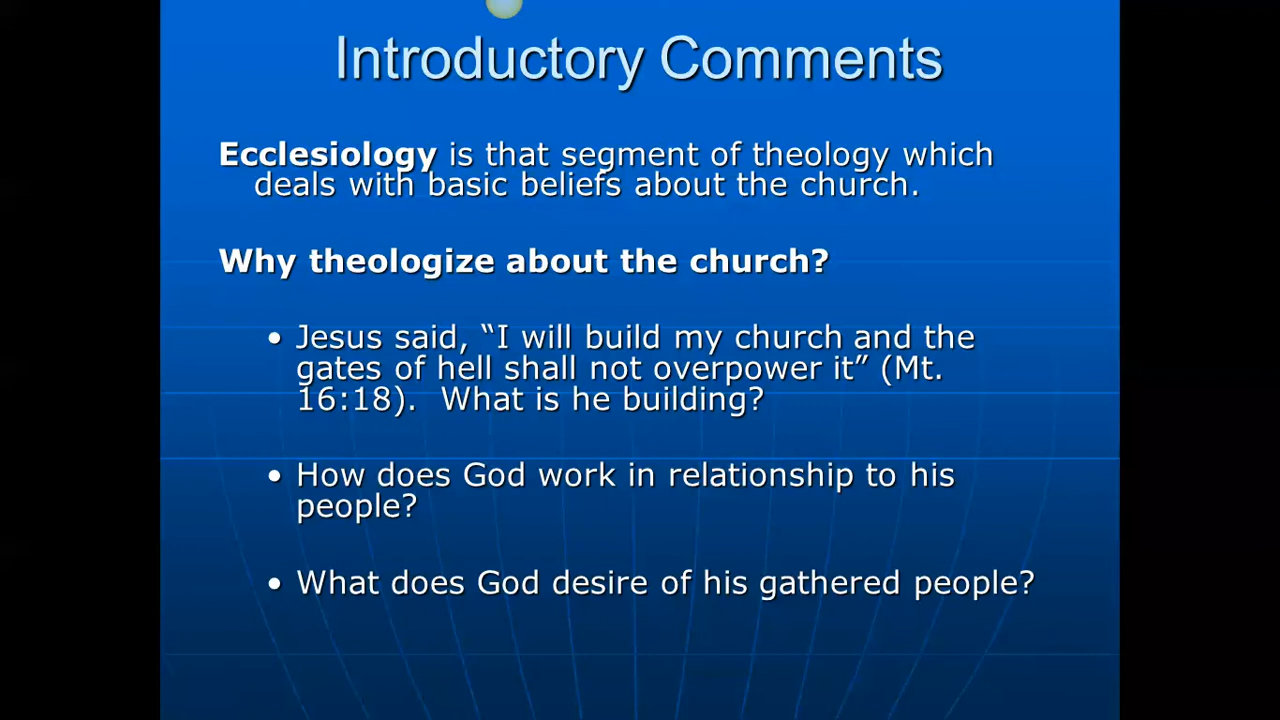 Introductory Comments
Ecclesiology is that segment of theology which
deals with basic beliefs about the church.
Why theologize about the church?
• Jesus said, “I will build my church and the
gates of hell shall not overpower it” (Mt.
16:18).  What is he building?
• How does God work in relationship to his
people?
• What does God desire of his gathered people?